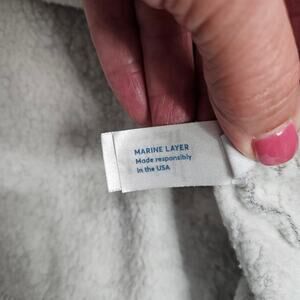 MARINE LAYER
Made responsibly
in the USA